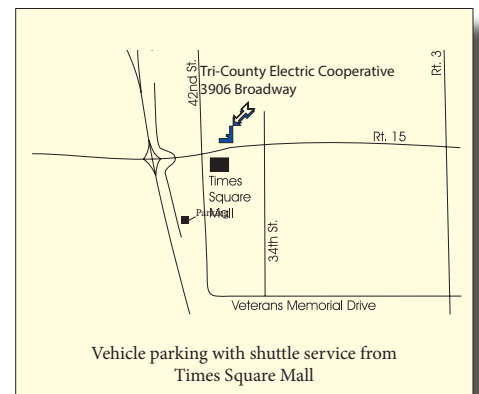 Tri-County Electric Cooperative
3906 Broadway
42nd St.
Rt. 3
Rt. 15
Times
Square
Mall
Parking
34th St.
Veterans Memorial Drive
Vehicle parking with shuttle service from
Times Square Mall